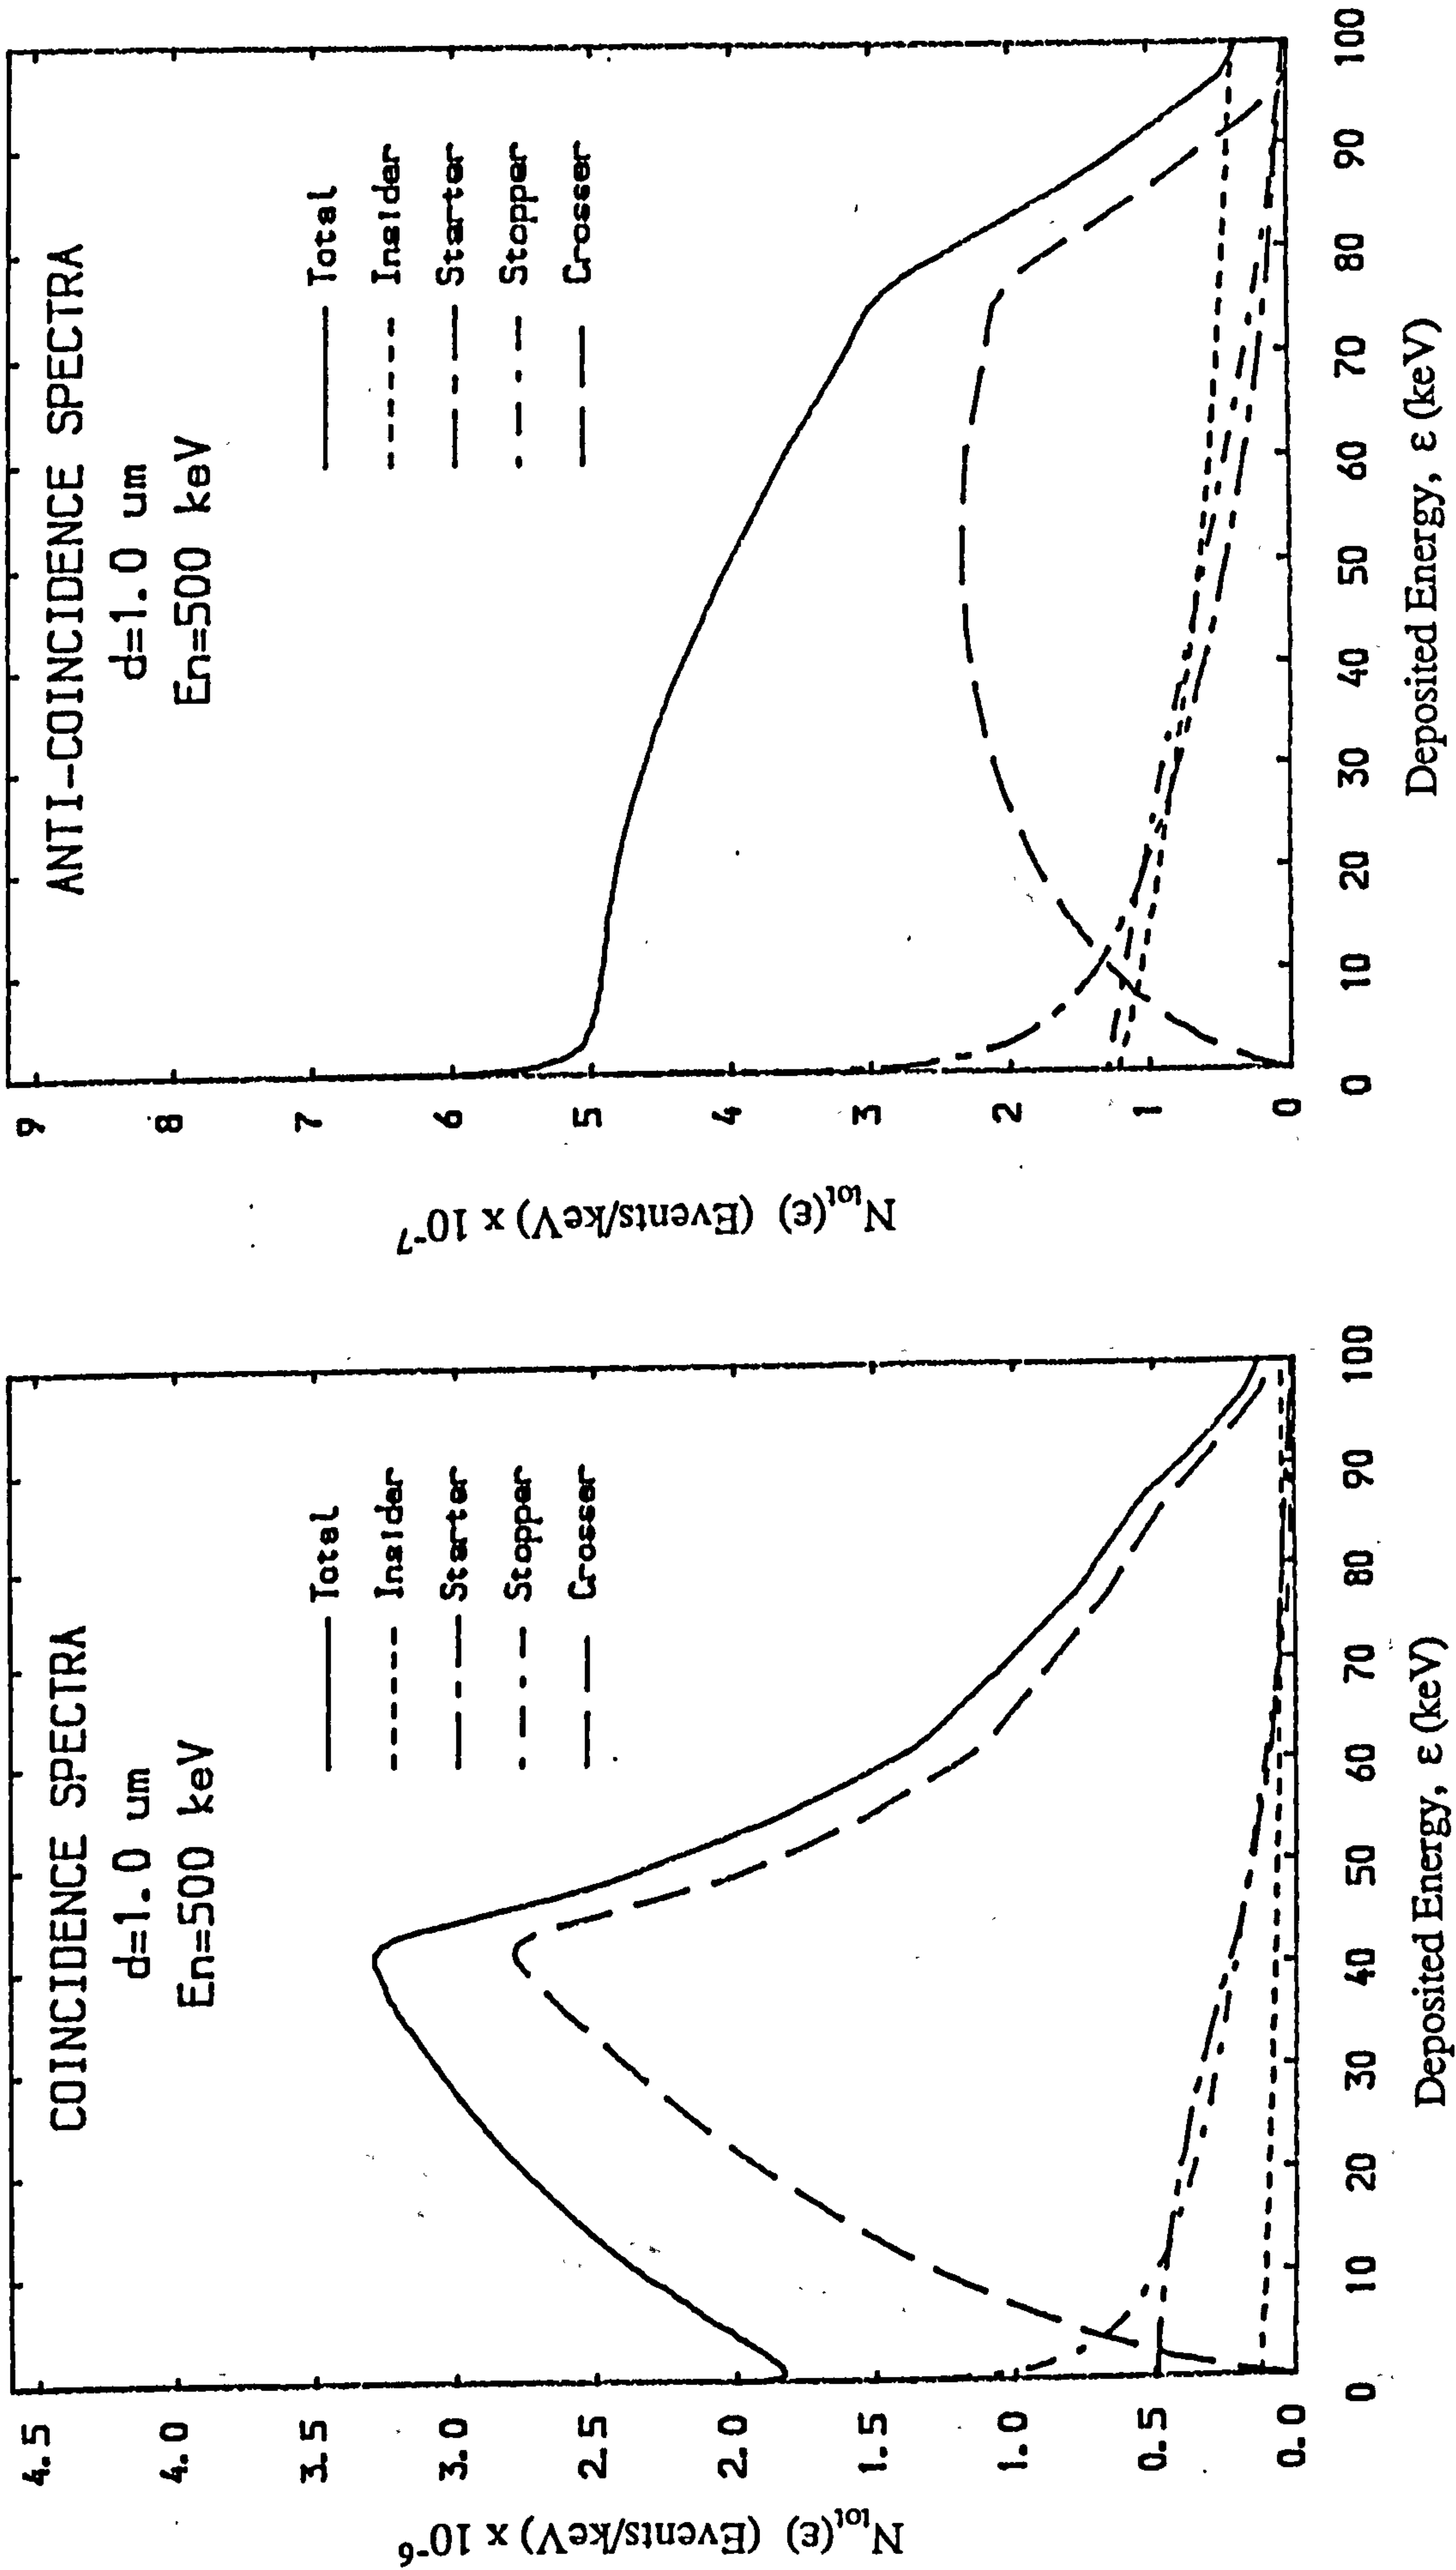 COINCIDENCE SPECTRA
d=1.0 um
En=500 keV
Total
Insider
Starter
Stopper
Crosser
4.5
4.0
3.5
3.0
2.5
2.0
1.5
1.0
0.5
0.0
N_tot(ε) (Events/keV) x 10^-6
0 10 20 30 40 50 60 70 80 90 100
Deposited Energy, ε (keV)
ANTI-COINCIDENCE SPECTRA
d=1.0 um
En=500 keV
Total
Insider
Starter
Stopper
Crosser
9
8
7
6
5
4
3
2
1
0
N_tot(ε) (Events/keV) x 10^-7
0 10 20 30 40 50 60 70 80 90 100
Deposited Energy, ε (keV)